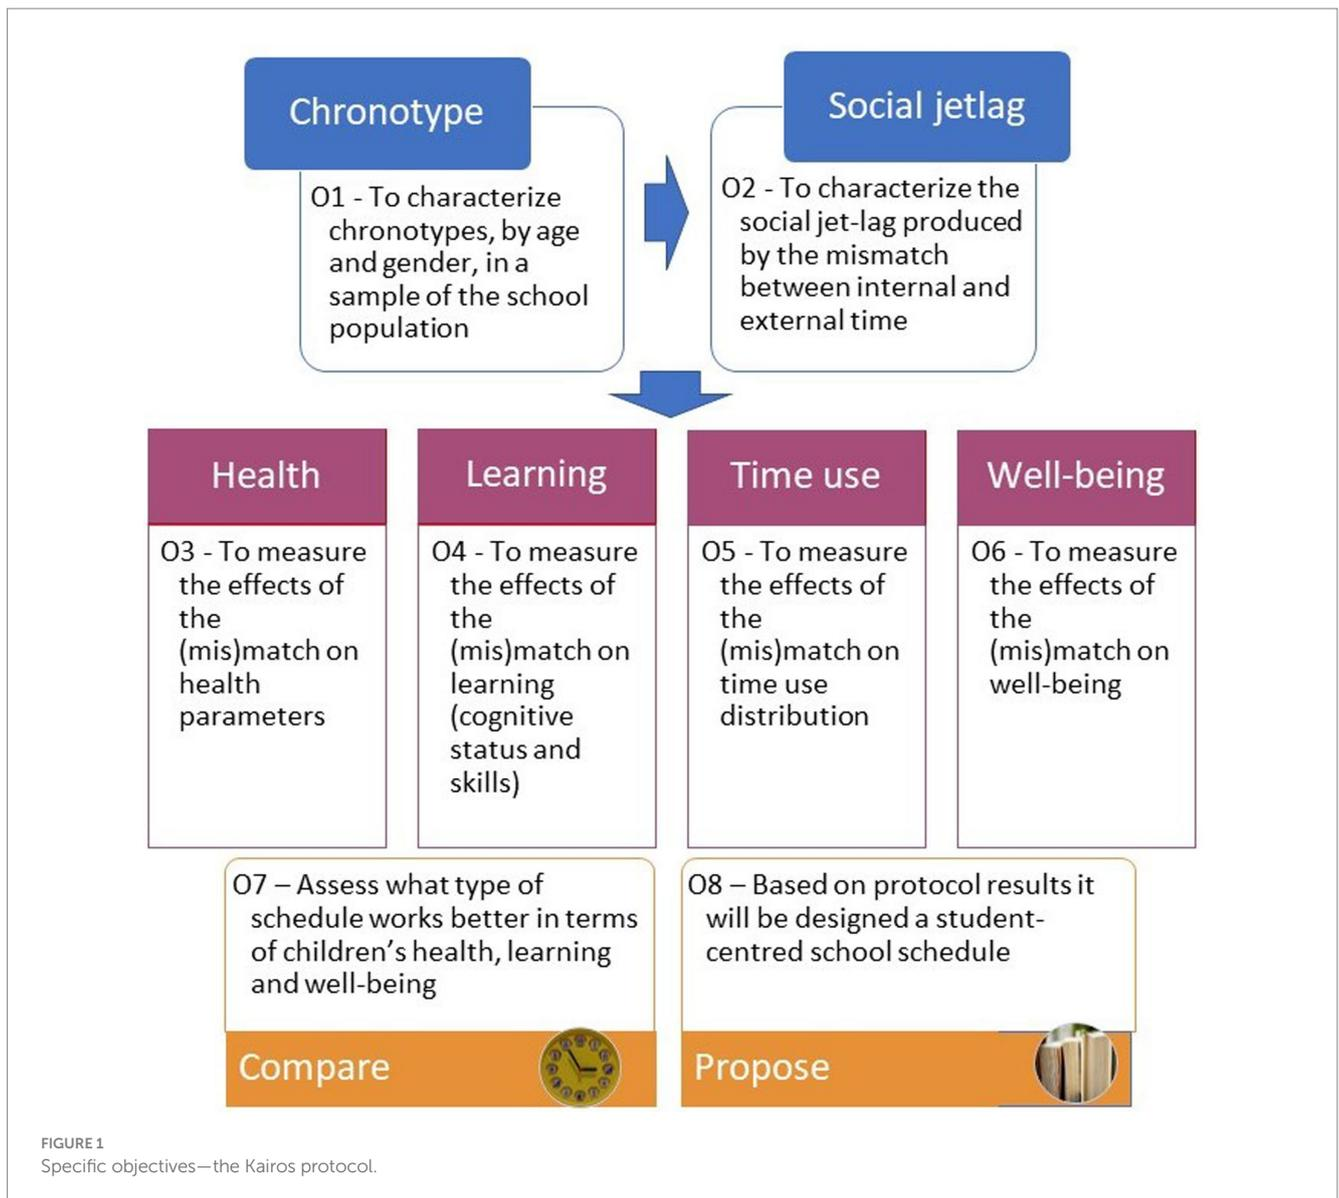 Chronotype
O1 - To characterize
chronotypes, by age
and gender, in a
sample of the school
population
Social jetlag
O2 - To characterize the
social jet-lag produced
by the mismatch
between internal and
external time
Health
O3 - To measure
the effects of
the
(mis)match on
health
parameters
Learning
O4 - To measure
the effects of
the
(mis)match on
learning
(cognitive
status and
skills)
Time use
O5 - To measure
the effects of
the
(mis)match on
time use
distribution
Well-being
O6 - To measure
the effects of
the
(mis)match on
well-being
O7 – Assess what type of
schedule works better in terms
of children's health, learning
and well-being
Compare
O8 – Based on protocol results it
will be designed a student-
centred school schedule
Propose
FIGURE 1
Specific objectives—the Kairos protocol.